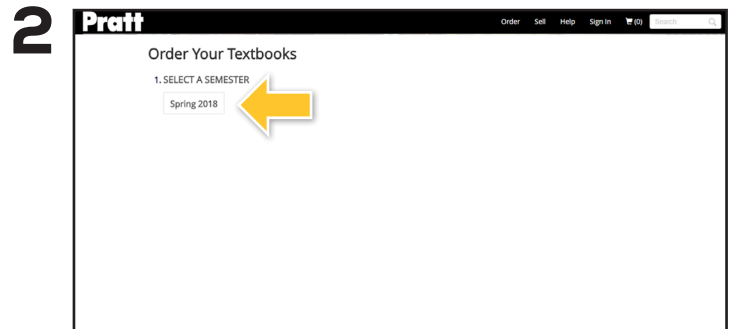 2
Pratt
Order Sell Help Sign In (0) Search
Order Your Textbooks
1. SELECT A SEMESTER
Spring 2018